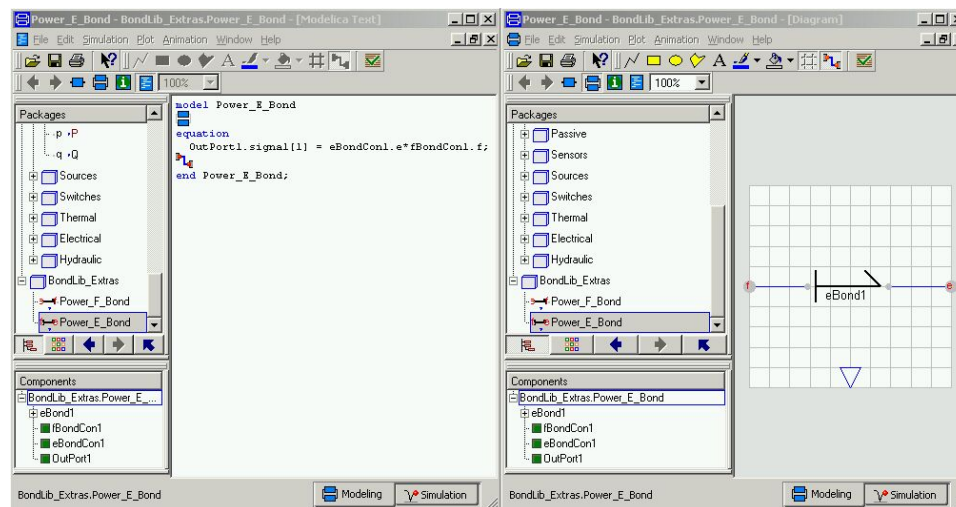 Power_E_Bond - BondLib_Extras.Power_E_Bond - [Modelica Text]
File Edit Simulation Plot Animation Window Help
A
100%
Packages
p ,P
q ,Q
Sources
Switches
Thermal
Electrical
Hydraulic
BondLib_Extras
Power_F_Bond
Power_E_Bond
Components
BondLib_Extras.Power_E_...
eBond1
fBondCon1
eBondCon1
OutPort1
model Power_E_Bond
equation
OutPort1.signal[1] = eBondCon1.e*fBondCon1.f;
end Power_E_Bond;
BondLib_Extras.Power_E_Bond
Modeling
Simulation
Power_E_Bond - BondLib_Extras.Power_E_Bond - [Diagram]
File Edit Simulation Plot Animation Window Help
A
100%
Packages
Passive
Sensors
Sources
Switches
Thermal
Electrical
Hydraulic
BondLib_Extras
Power_F_Bond
Power_E_Bond
Components
BondLib_Extras.Power_E_Bond
eBond1
fBondCon1
eBondCon1
OutPort1
f
eBond1
e
BondLib_Extras.Power_E_Bond
Modeling
Simulation